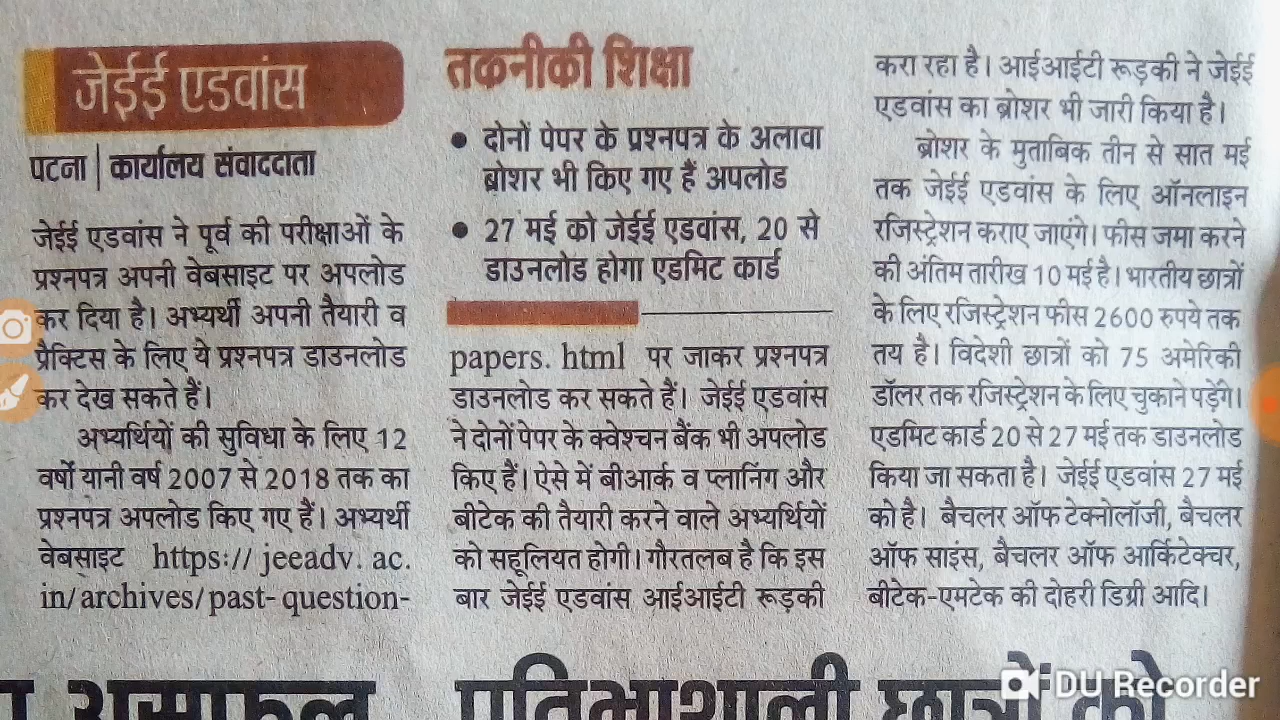 जेईई एडवांस
पटना | कार्यालय संवाददाता
जेईई एडवांस ने पूर्व की परीक्षाओं के
प्रश्नपत्र अपनी वेबसाइट पर अपलोड
कर दिया है। अभ्यर्थी अपनी तैयारी व
प्रैक्टिस के लिए ये प्रश्नपत्र डाउनलोड
कर देख सकते हैं।
अभ्यर्थियों की सुविधा के लिए 12
वर्षों यानी वर्ष 2007 से 2018 तक का
प्रश्नपत्र अपलोड किए गए हैं। अभ्यर्थी
वेबसाइट https:// jeeadv. ac.
in/archives/past-question-
तकनीकी शिक्षा
• दोनों पेपर के प्रश्नपत्र के अलावा
ब्रोशर भी किए गए हैं अपलोड
• 27 मई को जेईई एडवांस, 20 से
डाउनलोड होगा एडमिट कार्ड
papers. html पर जाकर प्रश्नपत्र
डाउनलोड कर सकते हैं। जेईई एडवांस
ने दोनों पेपर के क्वेश्चन बैंक भी अपलोड
किए हैं। ऐसे में बीआर्क व प्लानिंग और
बीटेक की तैयारी करने वाले अभ्यर्थियों
को सहूलियत होगी। गौरतलब है कि इस
बार जेईई एडवांस आईआईटी रूड़की
करा रहा है। आईआईटी रूड़की ने जेईई
एडवांस का ब्रोशर भी जारी किया है।
ब्रोशर के मुताबिक तीन से सात मई
तक जेईई एडवांस के लिए ऑनलाइन
रजिस्ट्रेशन कराए जाएंगे। फीस जमा करने
की अंतिम तारीख 10 मई है। भारतीय छात्रों
के लिए रजिस्ट्रेशन फीस 2600 रुपये तक
तय है। विदेशी छात्रों को 75 अमेरिकी
डॉलर तक रजिस्ट्रेशन के लिए चुकाने पड़ेंगे।
एडमिट कार्ड 20 से 27 मई तक डाउनलोड
किया जा सकता है। जेईई एडवांस 27 मई
को है। बैचलर ऑफ टेक्नोलॉजी, बैचलर
ऑफ साइंस, बैचलर ऑफ आर्किटेक्चर,
बीटेक-एमटेक की दोहरी डिग्री आदि।
असफल प्रतिभाशाली छात्रों को
DU Recorder